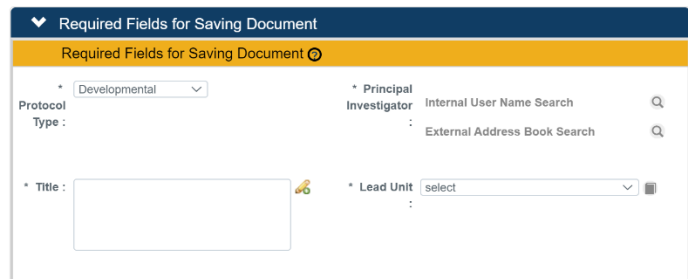 Required Fields for Saving Document
Required Fields for Saving Document ?
* Protocol Type :
Developmental
* Principal Investigator :
Internal User Name Search
External Address Book Search
* Title :
* Lead Unit :
select